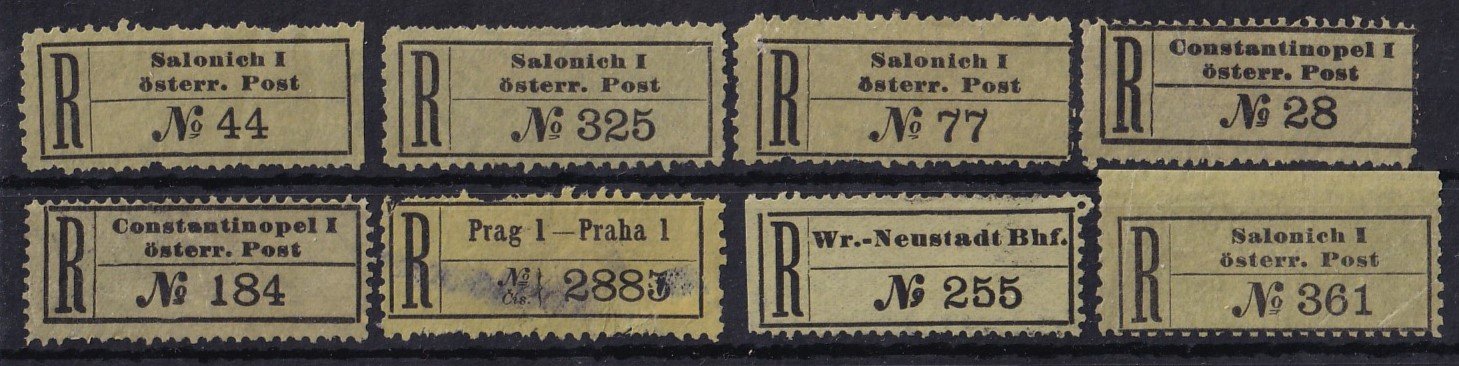 R
Salonich I
österr. Post
№ 44
R
Salonich I
österr. Post
№ 325
R
Salonich I
österr. Post
№ 77
R
Constantinopel I
österr. Post
№ 28
R
Constantinopel I
österr. Post
№ 184
R
Prag 1 — Praha 1
№
Čís.
2883
R
Wr.-Neustadt Bhf.
№ 255
R
Salonich I
österr. Post
№ 361